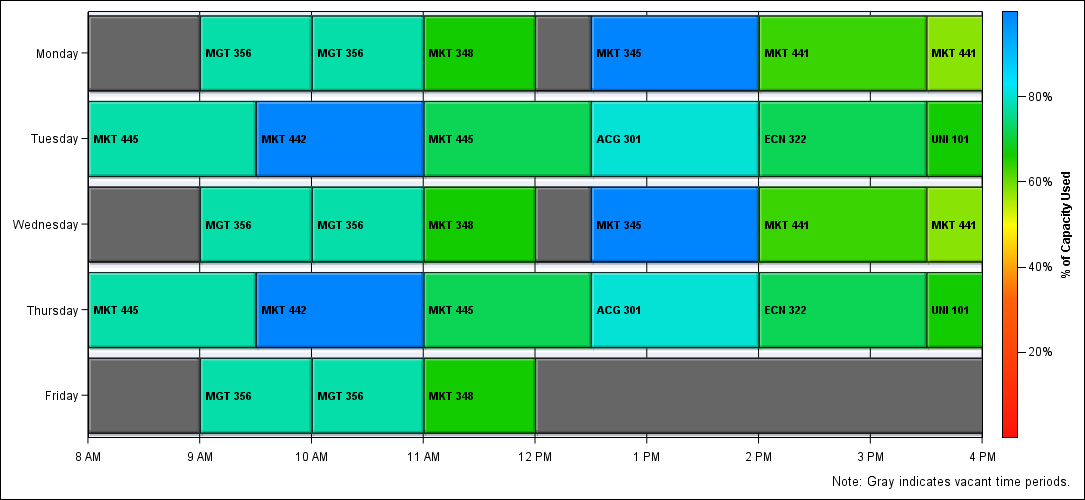 Monday MGT 356 MGT 356 MKT 348 MKT 345 MKT 441 MKT 441
80%
Tuesday MKT 445 MKT 442 MKT 445 ACG 301 ECN 322 UNI 101
60%
Wednesday MGT 356 MGT 356 MKT 348 MKT 345 MKT 441 MKT 441
% of Capacity Used
40%
Thursday MKT 445 MKT 442 MKT 445 ACG 301 ECN 322 UNI 101
20%
Friday MGT 356 MGT 356 MKT 348
8 AM 9 AM 10 AM 11 AM 12 PM 1 PM 2 PM 3 PM 4 PM
Note: Gray indicates vacant time periods.